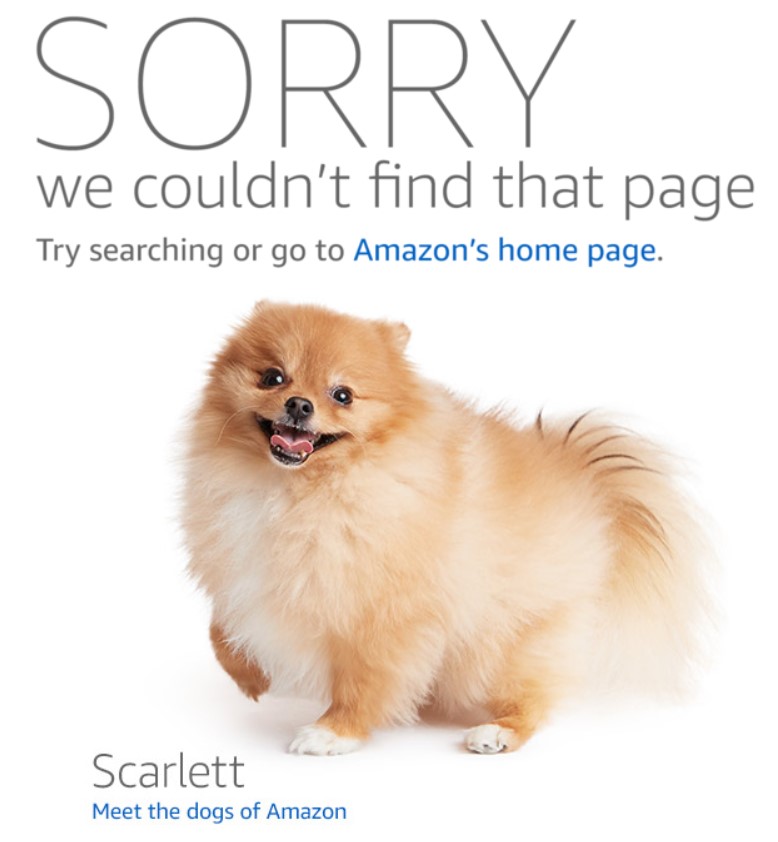 SORRY
we couldn't find that page
Try searching or go to Amazon's home page.
Scarlett
Meet the dogs of Amazon